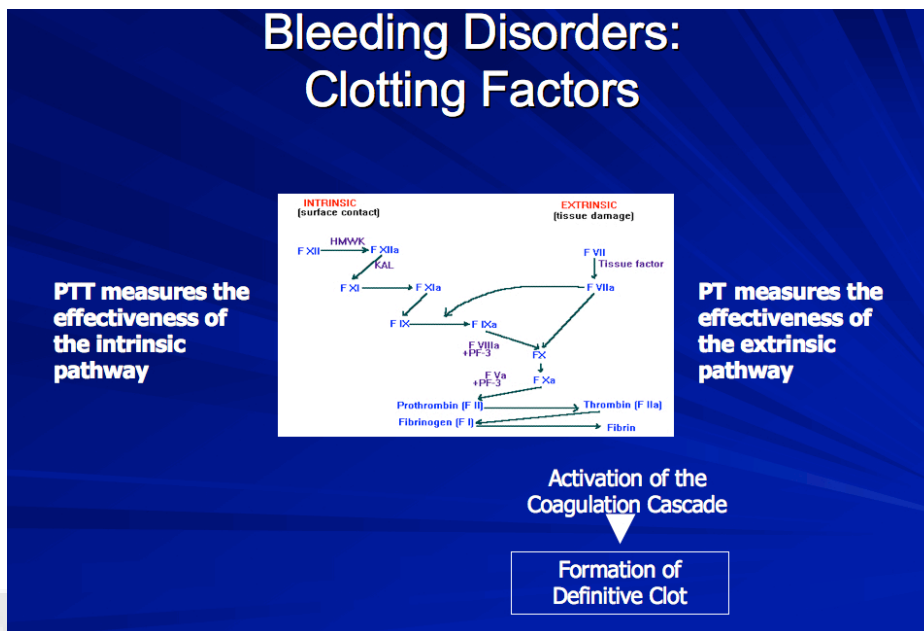 Bleeding Disorders:
Clotting Factors
PTT measures the
effectiveness of
the intrinsic
pathway
INTRINSIC
(surface contact)
EXTRINSIC
(tissue damage)
HMWK
F XII
F XIIa
KAL
F VII
Tissue factor
F XI
F XIa
F VIIa
F IX
F IXa
F VIIIa
+PF-3
FX
F Va
+PF-3
F Xa
Prothrombin (F II)
Thrombin (F IIa)
Fibrinogen (F I)
Fibrin
PT measures the
effectiveness of
the extrinsic
pathway
Activation of the
Coagulation Cascade
Formation of
Definitive Clot